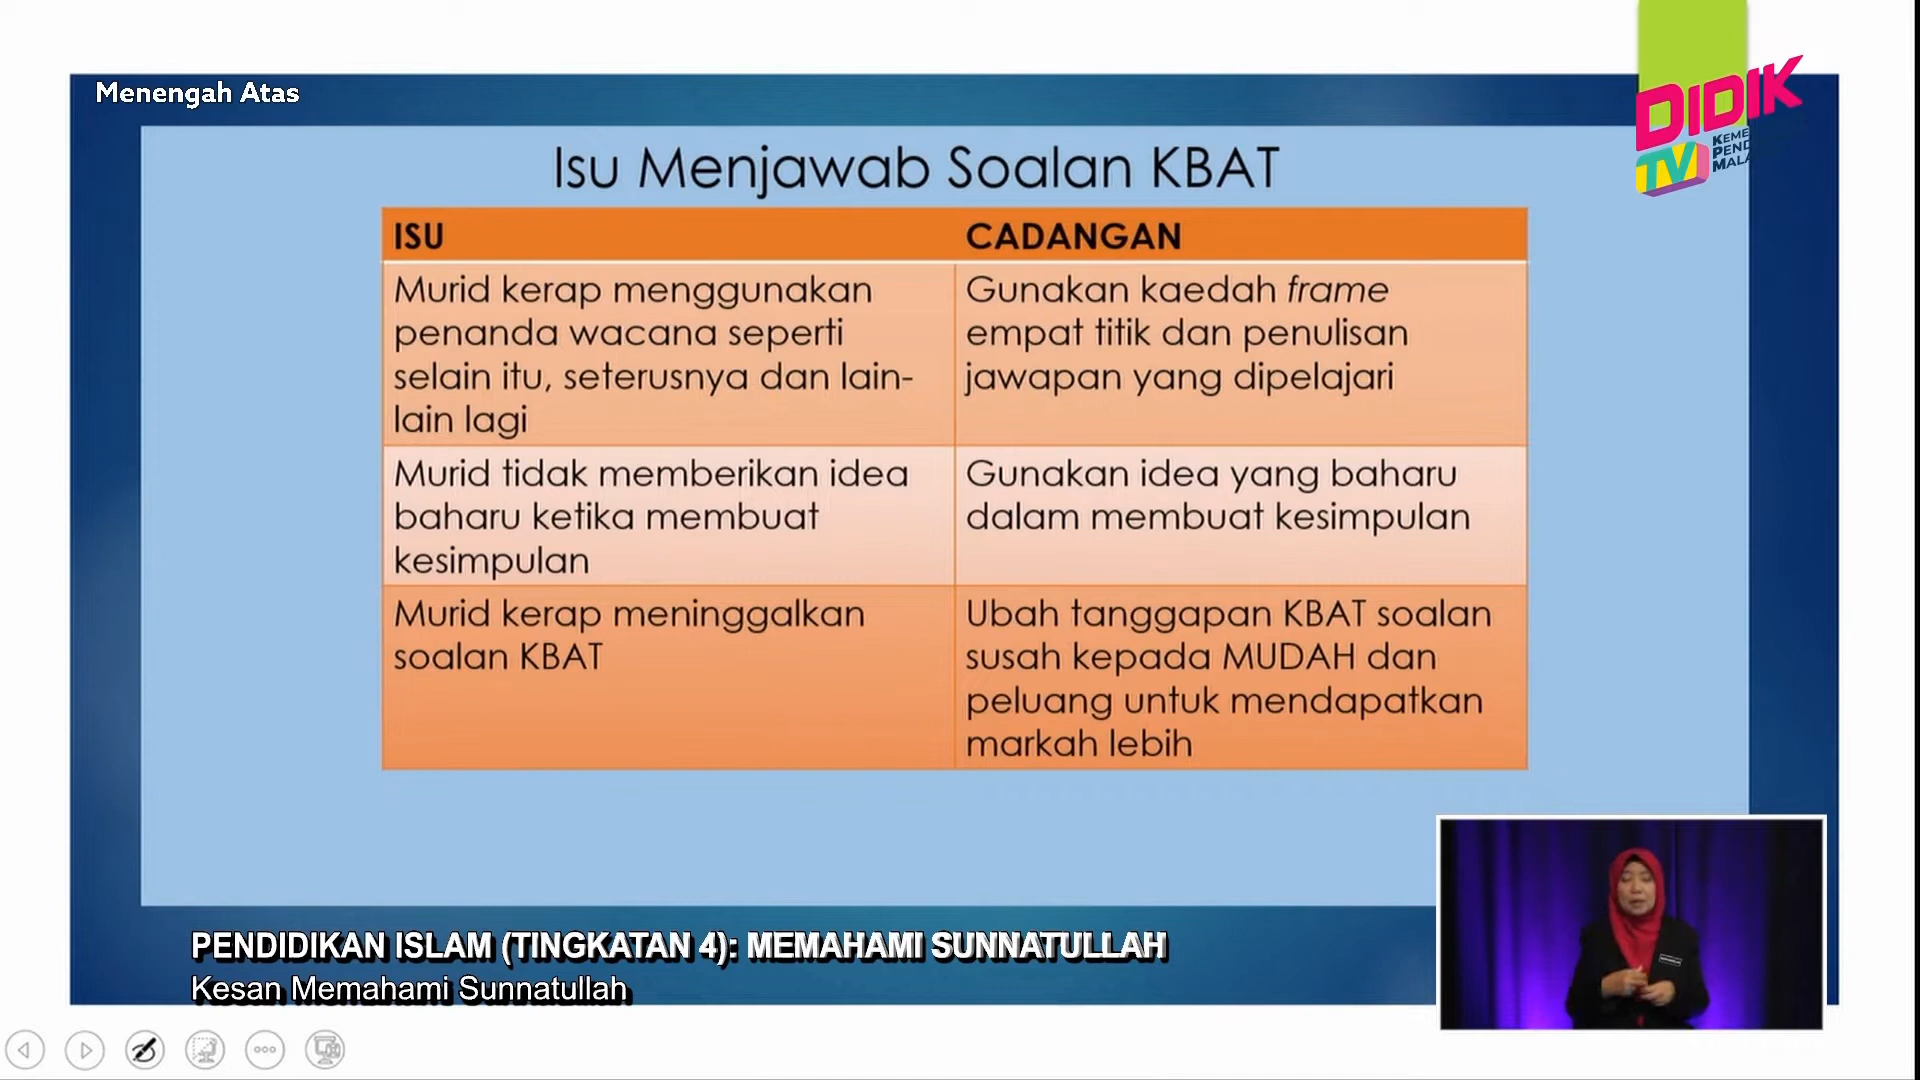 Menengah Atas
DIDIK
TV
KEME
PEND
MALA
Isu Menjawab Soalan KBAT
ISU
CADANGAN
Murid kerap menggunakan
penanda wacana seperti
selain itu, seterusnya dan lain-
lain lagi
Gunakan kaedah frame
empat titik dan penulisan
jawapan yang dipelajari
Murid tidak memberikan idea
baharu ketika membuat
kesimpulan
Gunakan idea yang baharu
dalam membuat kesimpulan
Murid kerap meninggalkan
soalan KBAT
Ubah tanggapan KBAT soalan
susah kepada MUDAH dan
peluang untuk mendapatkan
markah lebih
PENDIDIKAN ISLAM (TINGKATAN 4): MEMAHAMI SUNNATULLAH
Kesan Memahami Sunnatullah